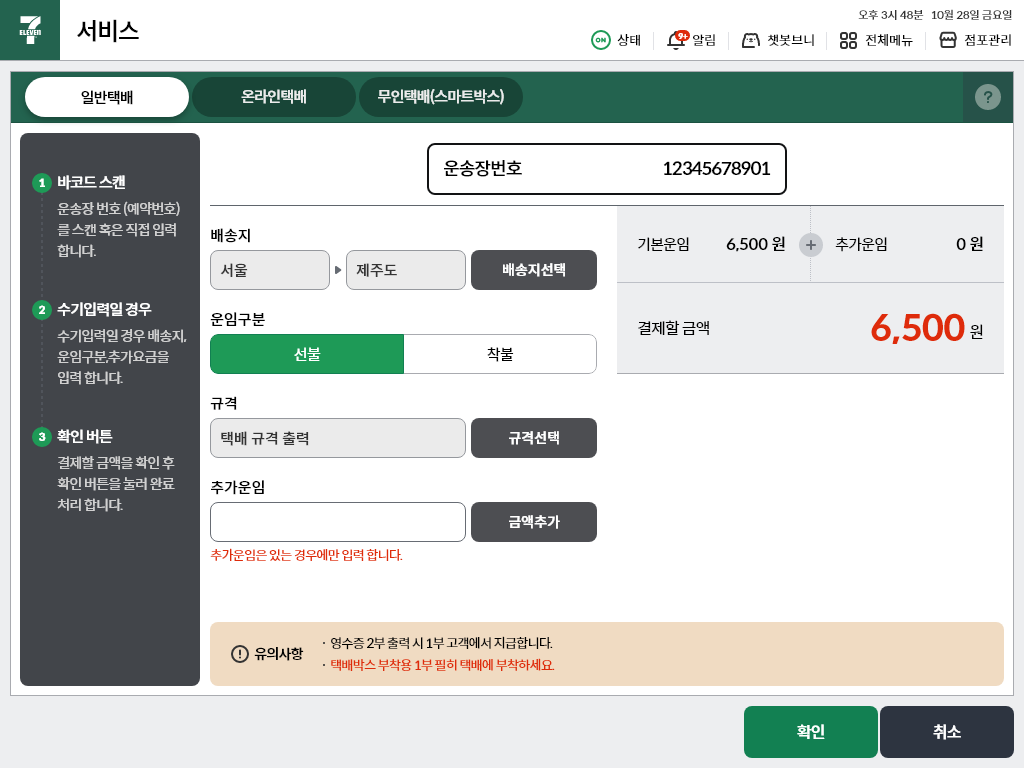 7
ELEVEN
서비스
오후 3시 48분 10월 28일 금요일
ON 상태
9+ 알림
챗봇브니
전체메뉴
점포관리
일반택배
온라인택배
무인택배(스마트박스)
?
1 바코드 스캔
운송장 번호 (예약번호)
를 스캔 혹은 직접 입력
합니다.
2 수기입력일 경우
수기입력일 경우 배송지,
운임구분,추가요금을
입력 합니다.
3 확인 버튼
결제할 금액을 확인 후
확인 버튼을 눌러 완료
처리 합니다.
운송장번호 12345678901
배송지
서울 제주도 배송지선택
운임구분
선불 착불
규격
택배 규격 출력 규격선택
추가운임
금액추가
추가운임은 있는 경우에만 입력 합니다.
기본운임 6,500 원 + 추가운임 0 원
결제할 금액 6,500 원
유의사항
· 영수증 2부 출력 시 1부 고객에서 지급합니다.
· 택배박스 부착용 1부 필히 택배에 부착하세요.
확인 취소